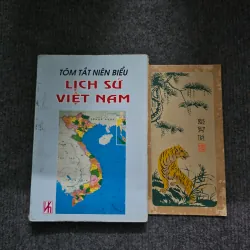 TÓM TẮT NIÊN BIỂU
LỊCH SỬ
VIỆT NAM